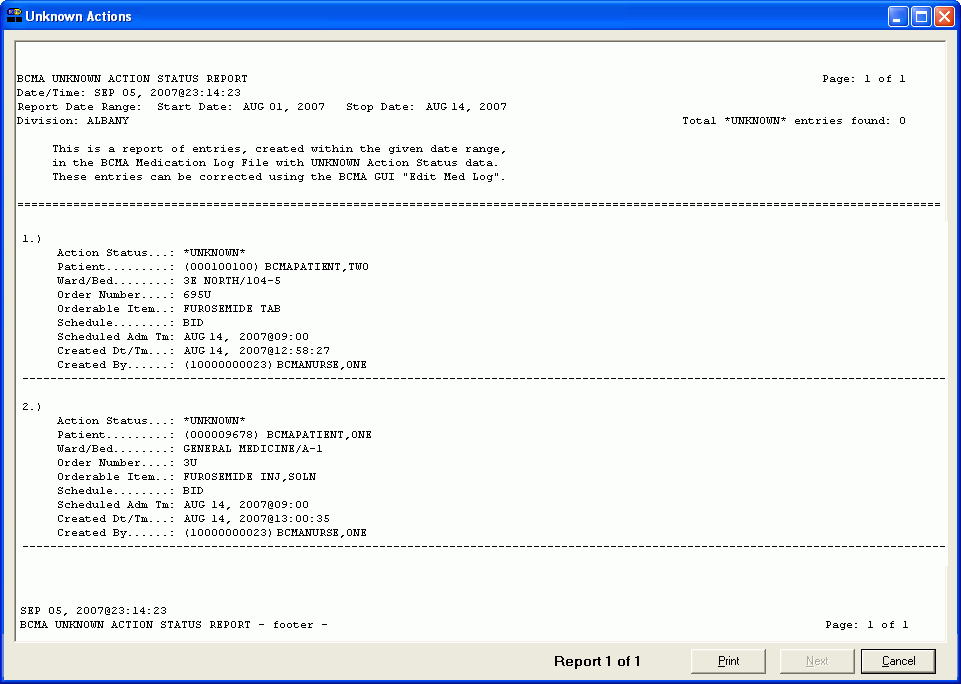 Unknown Actions
BCMA UNKNOWN ACTION STATUS REPORT Page: 1 of 1
Date/Time: SEP 05, 2007@23:14:23
Report Date Range: Start Date: AUG 01, 2007 Stop Date: AUG 14, 2007
Division: ALBANY Total *UNKNOWN* entries found: 0
This is a report of entries, created within the given date range,
in the BCMA Medication Log File with UNKNOWN Action Status data.
These entries can be corrected using the BCMA GUI "Edit Med Log".
1.)
Action Status...: *UNKNOWN*
Patient.........: (000100100) BCMAPATIENT,TWO
Ward/Bed........: 3E NORTH/104-5
Order Number....: 695U
Orderable Item..: FUROSEMIDE TAB
Schedule........: BID
Scheduled Adm Tm: AUG 14, 2007@09:00
Created Dt/Tm...: AUG 14, 2007@12:58:27
Created By......: (10000000023) BCMANURSE,ONE
2.)
Action Status...: *UNKNOWN*
Patient.........: (000009678) BCMAPATIENT,ONE
Ward/Bed........: GENERAL MEDICINE/A-1
Order Number....: 3U
Orderable Item..: FUROSEMIDE INJ,SOLN
Schedule........: BID
Scheduled Adm Tm: AUG 14, 2007@09:00
Created Dt/Tm...: AUG 14, 2007@13:00:35
Created By......: (10000000023) BCMANURSE,ONE
SEP 05, 2007@23:14:23
BCMA UNKNOWN ACTION STATUS REPORT - footer - Page: 1 of 1
Report 1 of 1 Print Next Cancel